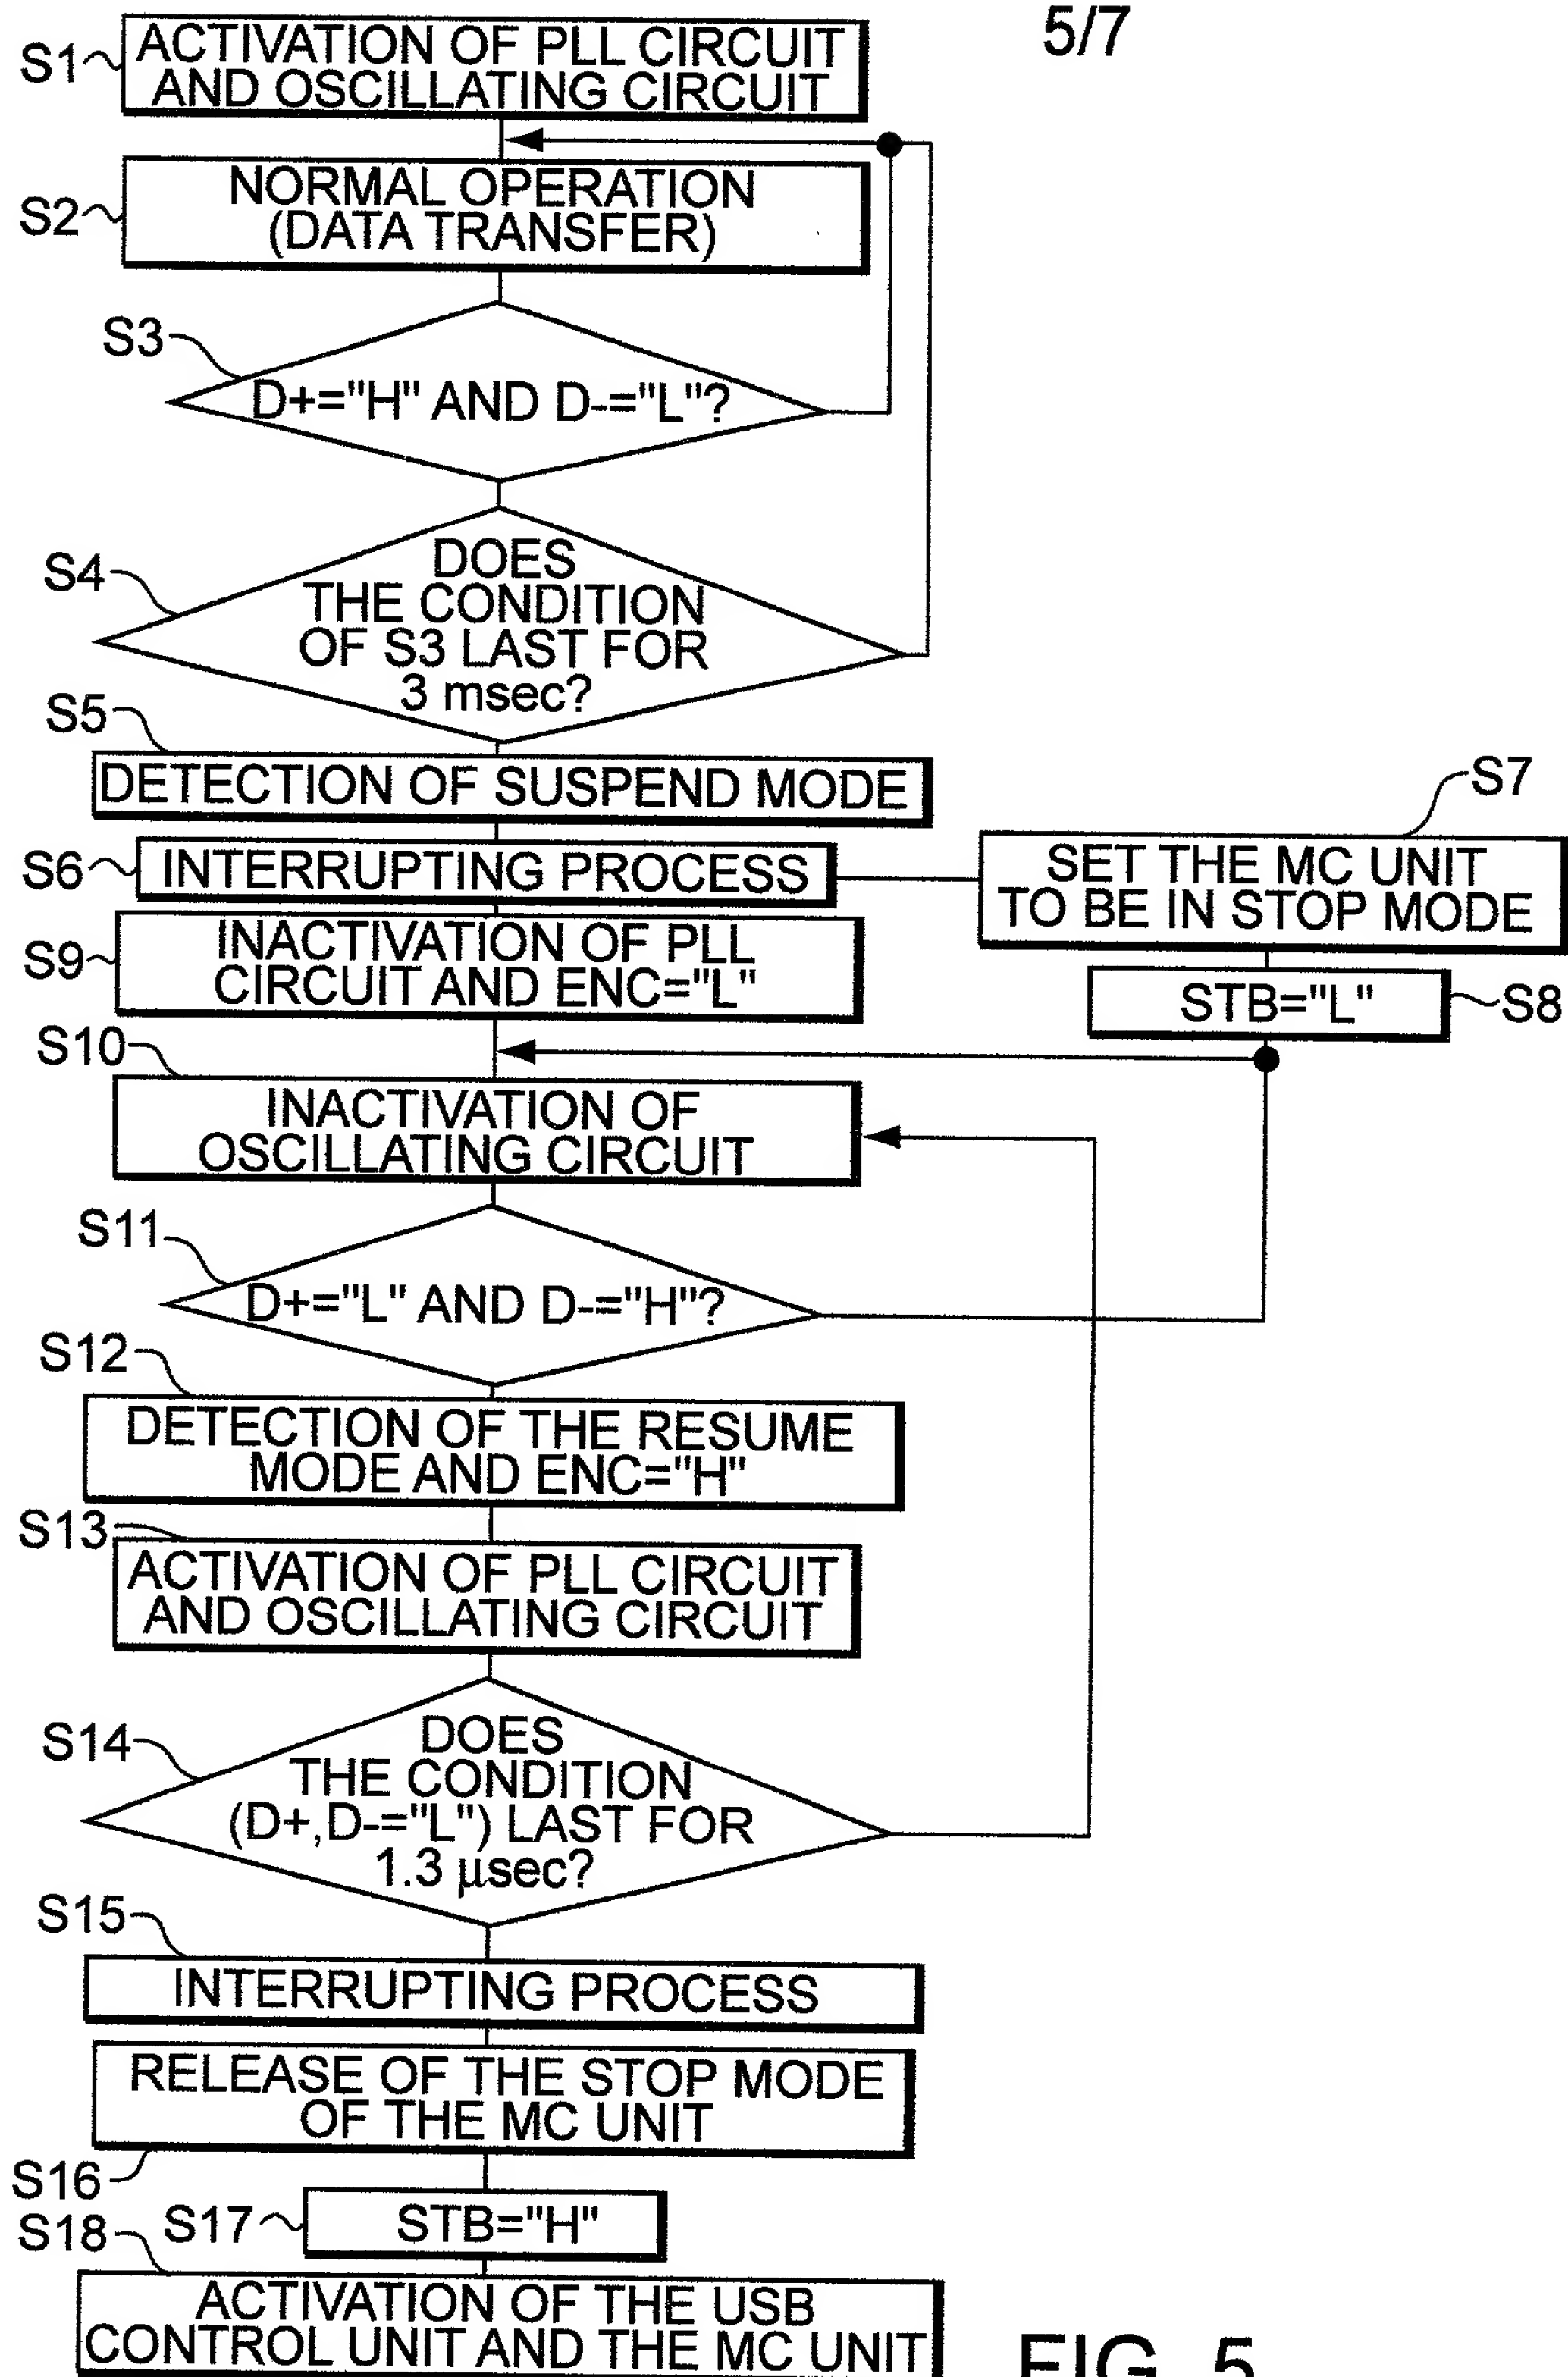 5/7
S1
ACTIVATION OF PLL CIRCUIT
AND OSCILLATING CIRCUIT
S2
NORMAL OPERATION
(DATA TRANSFER)
S3
D+="H" AND D-="L"?
S4
DOES
THE CONDITION
OF S3 LAST FOR
3 msec?
S5
DETECTION OF SUSPEND MODE
S6
INTERRUPTING PROCESS
S7
SET THE MC UNIT
TO BE IN STOP MODE
S8
STB="L"
S9
INACTIVATION OF PLL
CIRCUIT AND ENC="L"
S10
INACTIVATION OF
OSCILLATING CIRCUIT
S11
D+="L" AND D-="H"?
S12
DETECTION OF THE RESUME
MODE AND ENC="H"
S13
ACTIVATION OF PLL CIRCUIT
AND OSCILLATING CIRCUIT
S14
DOES
THE CONDITION
(D+,D-="L") LAST FOR
1.3 μsec?
S15
INTERRUPTING PROCESS
RELEASE OF THE STOP MODE
OF THE MC UNIT
S16
S17
STB="H"
S18
ACTIVATION OF THE USB
CONTROL UNIT AND THE MC UNIT
FIG. 5